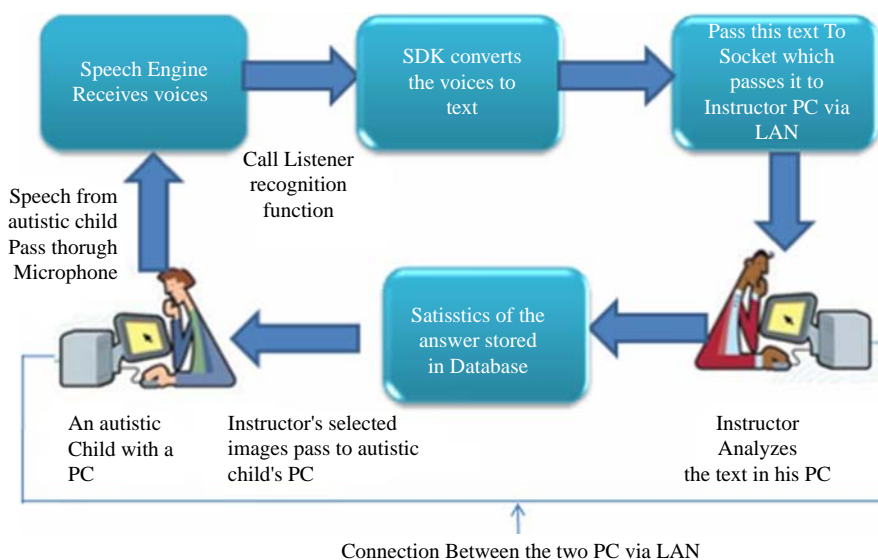 Speech Engine
Receives voices
SDK converts
the voices to
text
Pass this text To
Socket which
passes it to
Instructor PC via
LAN
Call Listener
recognition
function
Speech from
autistic child
Pass thorugh
Microphone
Satisstics of the
answer stored
in Database
An autistic
Child with a
PC
Instructor's selected
images pass to autistic
child's PC
Instructor
Analyzes
the text in his PC
Connection Between the two PC via LAN